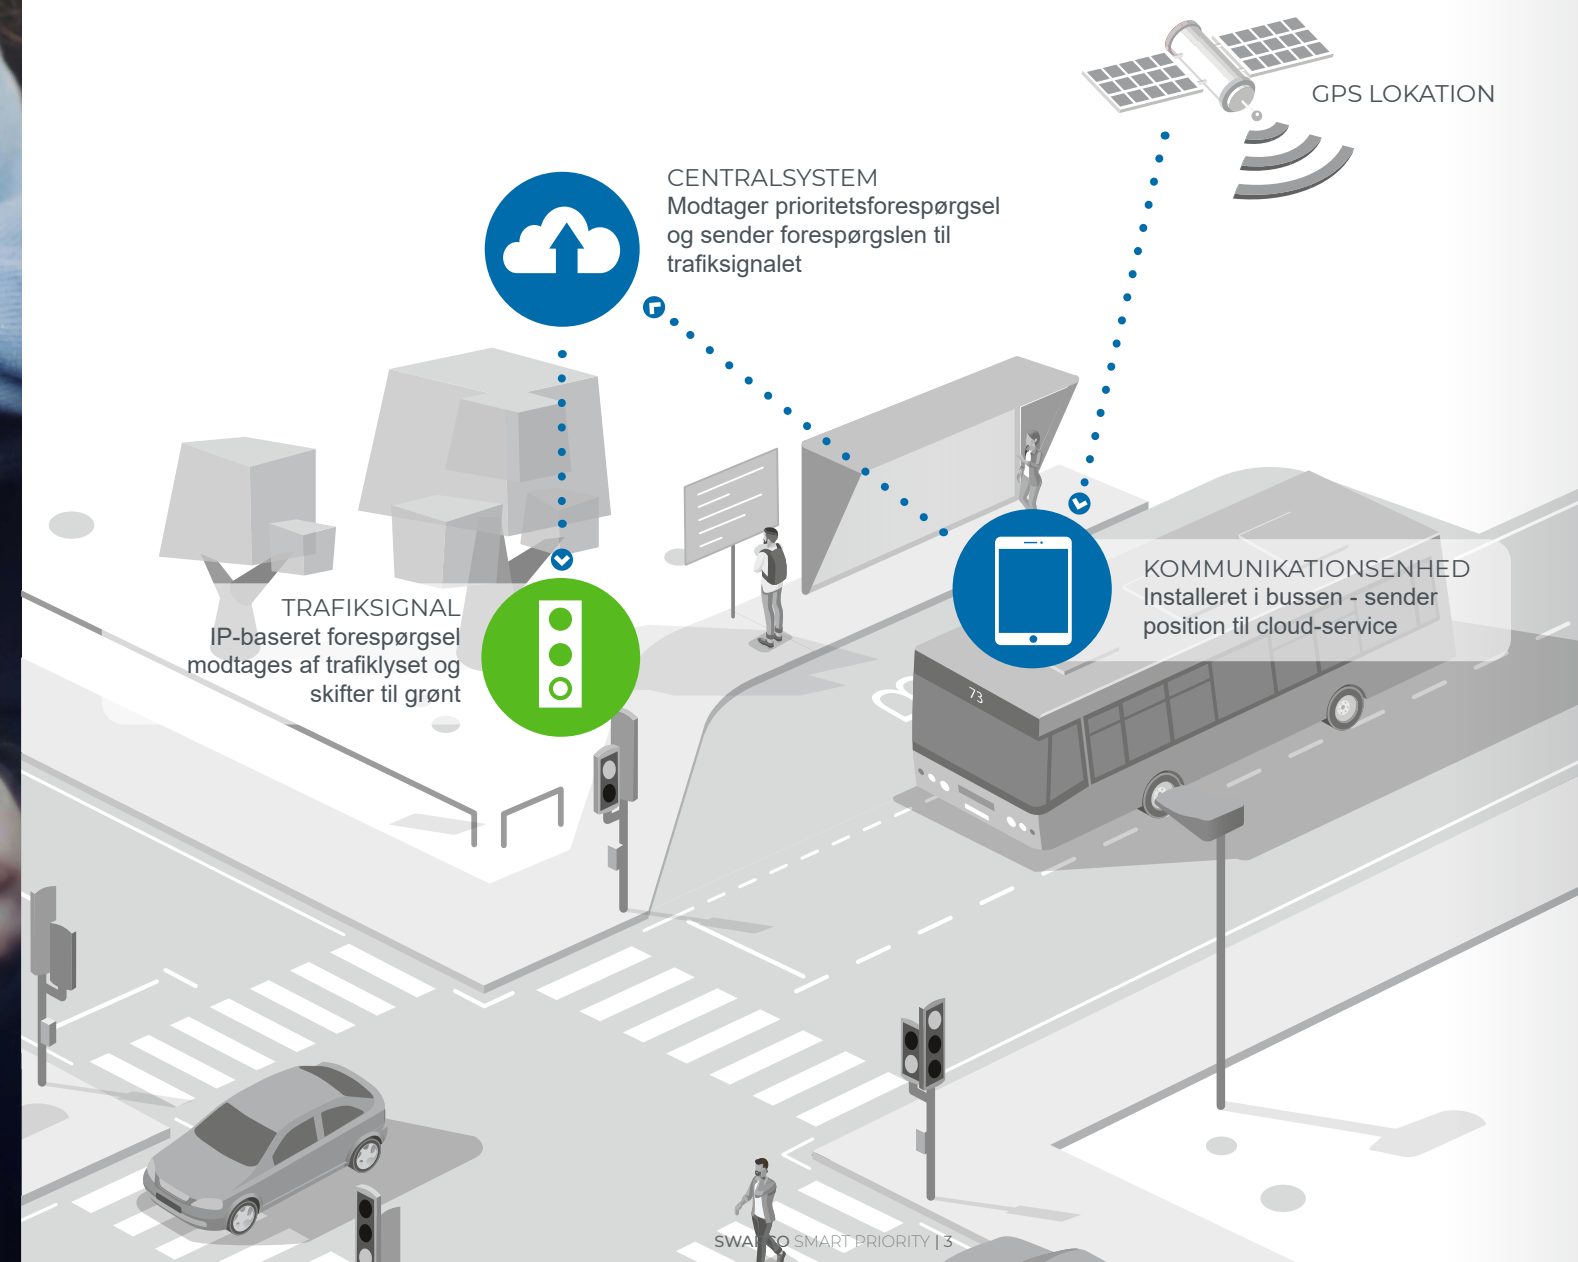 GPS LOKATION
CENTRALSYSTEM
Modtager prioritetsforespørgsel
og sender forespørgslen til
trafiksignalet
KOMMUNIKATIONSENHED
Installeret i bussen - sender
position til cloud-service
TRAFIKSIGNAL
IP-baseret forespørgsel
modtages af trafiklyset og
skifter til grønt
73
SWARCO SMART PRIORITY | 3